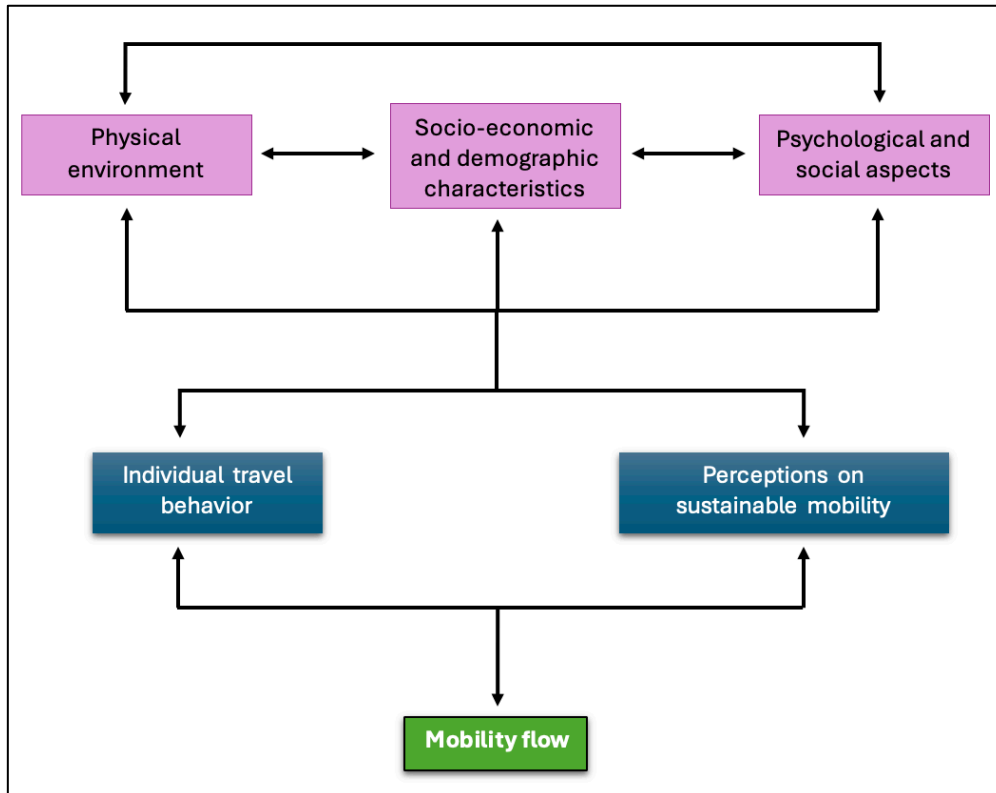 Physical
environment
Socio-economic
and demographic
characteristics
Psychological and
social aspects
Individual travel
behavior
Perceptions on
sustainable mobility
Mobility flow